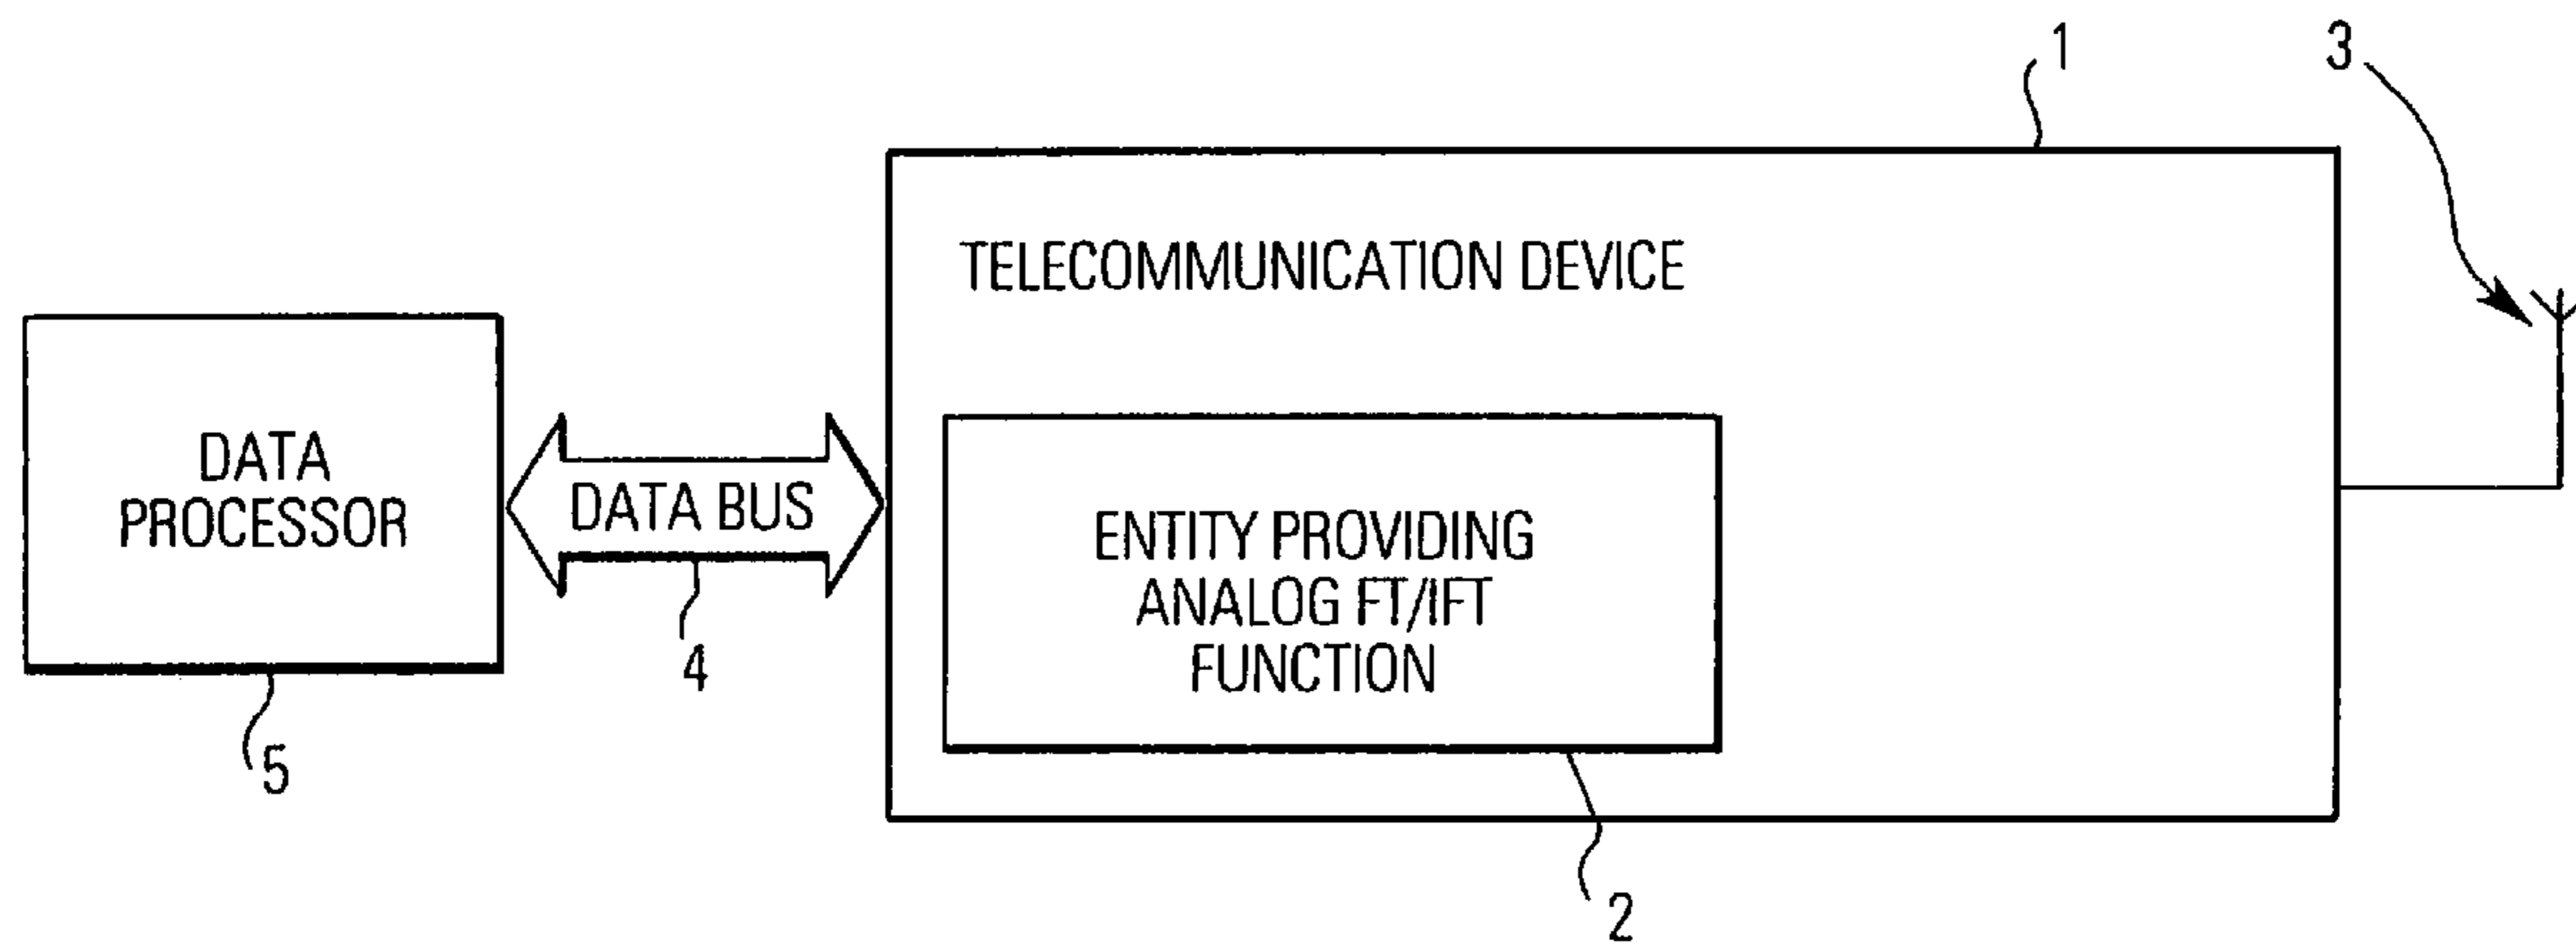 1
3
TELECOMMUNICATION DEVICE
DATA
PROCESSOR
DATA BUS
ENTITY PROVIDING
ANALOG FT/IFT
FUNCTION
4
5
2